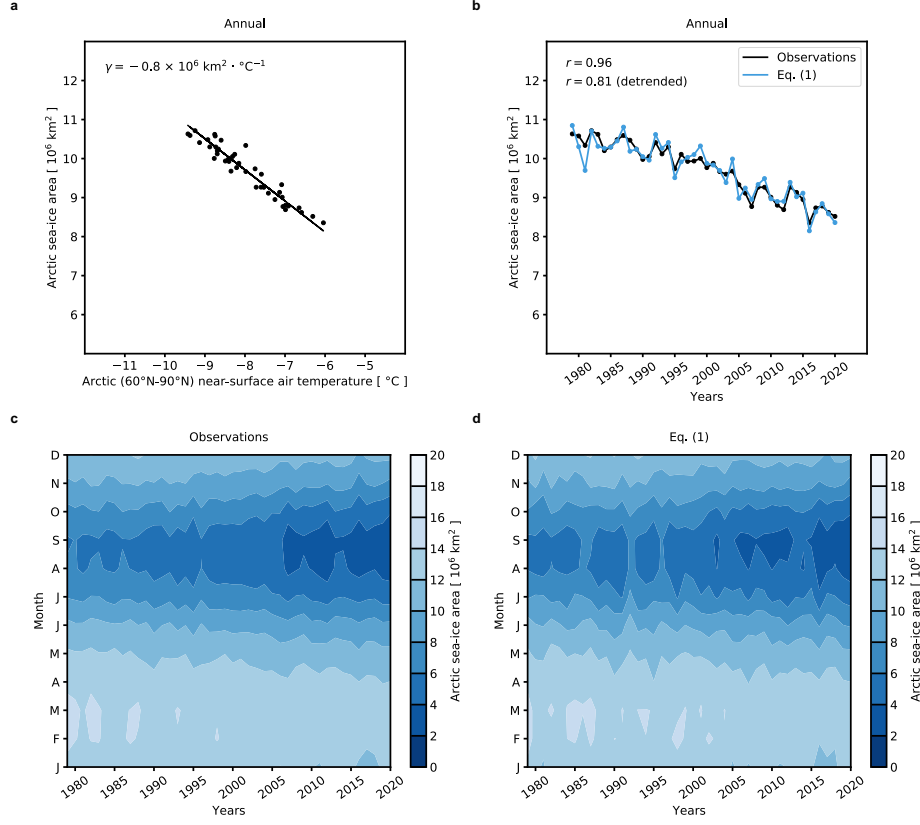 a
Annual
γ = −0.8 × 10⁶ km² · °C⁻¹
12
11
10
9
8
7
6
Arctic sea-ice area [ 10⁶ km² ]
−11 −10 −9 −8 −7 −6 −5
Arctic (60°N-90°N) near-surface air temperature [ °C ]
b
Annual
r = 0.96
r = 0.81 (detrended)
Observations
Eq. (1)
12
11
10
9
8
7
6
Arctic sea-ice area [ 10⁶ km² ]
1980 1985 1990 1995 2000 2005 2010 2015 2020
Years
c
Observations
D
N
O
S
A
J
J
M
A
M
F
J
Month
1980 1985 1990 1995 2000 2005 2010 2015 2020
Years
20
18
16
14
12
10
8
6
4
2
0
Arctic sea-ice area [ 10⁶ km² ]
d
Eq. (1)
D
N
O
S
A
J
J
M
A
M
F
J
Month
1980 1985 1990 1995 2000 2005 2010 2015 2020
Years
20
18
16
14
12
10
8
6
4
2
0
Arctic sea-ice area [ 10⁶ km² ]